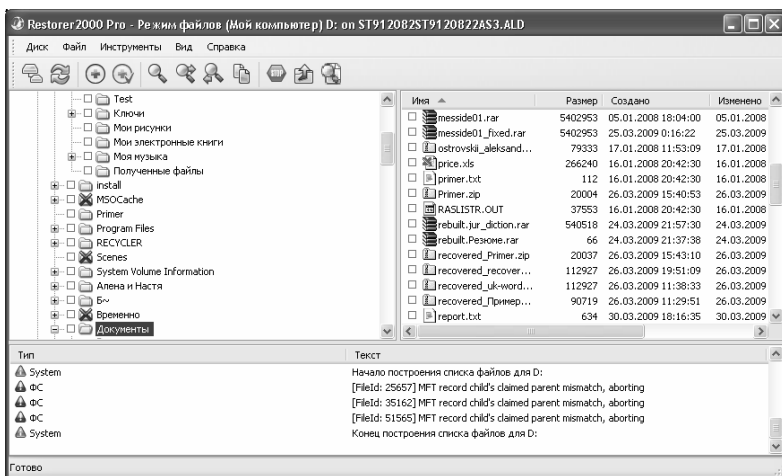 Restorer2000 Pro - Режим файлов (Мой компьютер) D: on ST912082ST9120822AS3.ALD
Диск Файл Инструменты Вид Справка
Test
Ключи
Мои рисунки
Мои электронные книги
Моя музыка
Полученные файлы
install
MSOCache
Primer
Program Files
RECYCLER
Scenes
System Volume Information
Алена и Настя
Б~
Временно
Документы
Имя Размер Создано Изменено
messide01.rar 5402953 05.01.2008 18:04:00 05.01.2008
messide01_fixed.rar 5402953 25.03.2009 0:16:22 25.03.2009
ostrovskii_aleksand... 79333 17.01.2008 11:53:09 17.01.2008
price.xls 266240 16.01.2008 20:42:30 16.01.2008
primer.txt 112 16.01.2008 20:42:30 16.01.2008
Primer.zip 20004 26.03.2009 15:40:53 26.03.2009
RASLISTR.OUT 37553 16.01.2008 20:42:30 16.01.2008
rebuilt.jur_diction.rar 540518 24.03.2009 21:57:30 24.03.2009
rebuilt.Резюме.rar 66 24.03.2009 21:37:38 24.03.2009
recovered_Primer.zip 20037 26.03.2009 15:43:10 26.03.2009
recovered_recover... 112927 26.03.2009 19:51:09 26.03.2009
recovered_uk-word... 112927 26.03.2009 11:38:33 26.03.2009
recovered_Пример... 90719 26.03.2009 11:29:51 26.03.2009
report.txt 634 30.03.2009 18:16:35 30.03.2009
Тип Текст
System Начало построения списка файлов для D:
ФС [FileId: 25657] MFT record child's claimed parent mismatch, aborting
ФС [FileId: 35162] MFT record child's claimed parent mismatch, aborting
ФС [FileId: 51565] MFT record child's claimed parent mismatch, aborting
System Конец построения списка файлов для D:
Готово